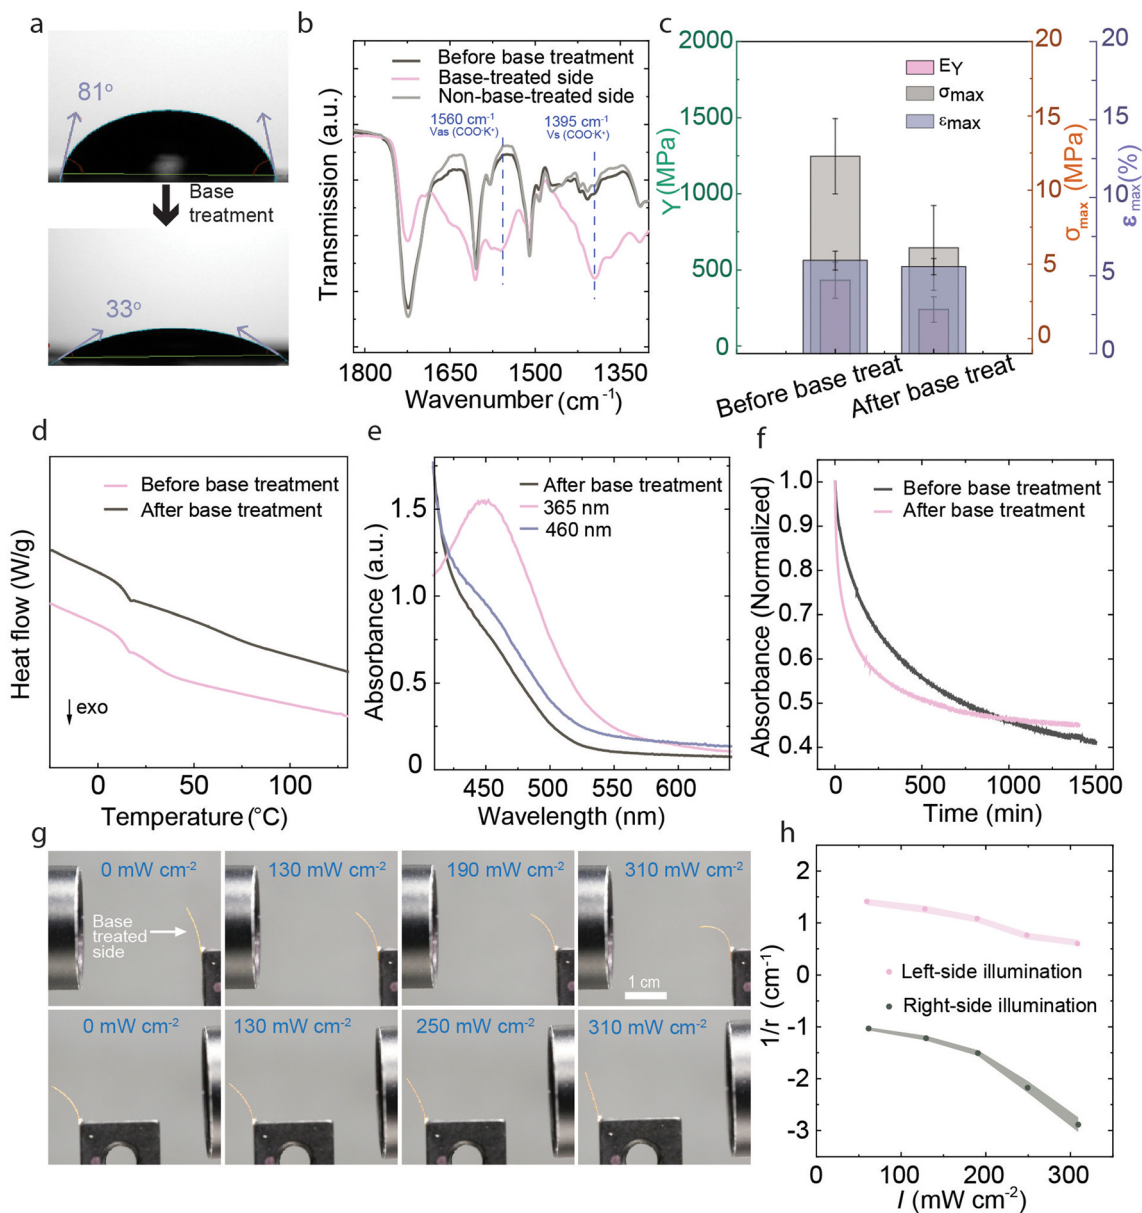 a
81°
Base
treatment
33°
b
Before base treatment
Base-treated side
Non-base-treated side
1560 cm-1
Vas (COO-K+)
1395 cm-1
Vs (COO-K+)
Transmission (a.u.)
1800 1650 1500 1350
Wavenumber (cm-1)
c
EY
σmax
εmax
2000
1500
1000
500
0
Y (MPa)
20
15
10
5
0
σmax (MPa)
20
15
10
5
0
εmax(%)
Before base treat
After base treat
d
Before base treatment
After base treatment
Heat flow (W/g)
exo
0 50 100
Temperature (°C)
e
After base treatment
365 nm
460 nm
1.5
1.0
0.5
0
Absorbance (a.u.)
450 500 550 600
Wavelength (nm)
f
Before base treatment
After base treatment
1.0
0.9
0.8
0.7
0.6
0.5
0.4
Absorbance (Normalized)
0 500 1000 1500
Time (min)
g
0 mW cm-2
130 mW cm-2
190 mW cm-2
310 mW cm-2
Base
treated
side
1 cm
0 mW cm-2
130 mW cm-2
250 mW cm-2
310 mW cm-2
h
2
1
0
-1
-2
-3
1/r (cm-1)
Left-side illumination
Right-side illumination
0 100 200 300
I (mW cm-2)